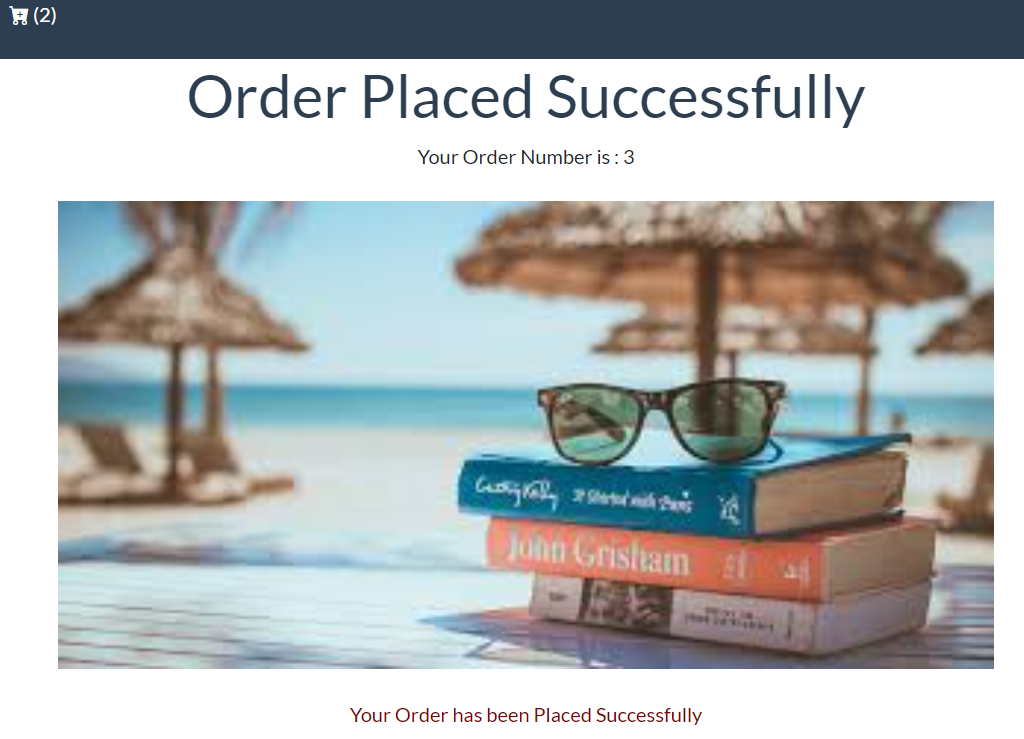 (2)
Order Placed Successfully
Your Order Number is : 3
Cathy Kelly It Started with Paris
John Grisham
Your Order has been Placed Successfully